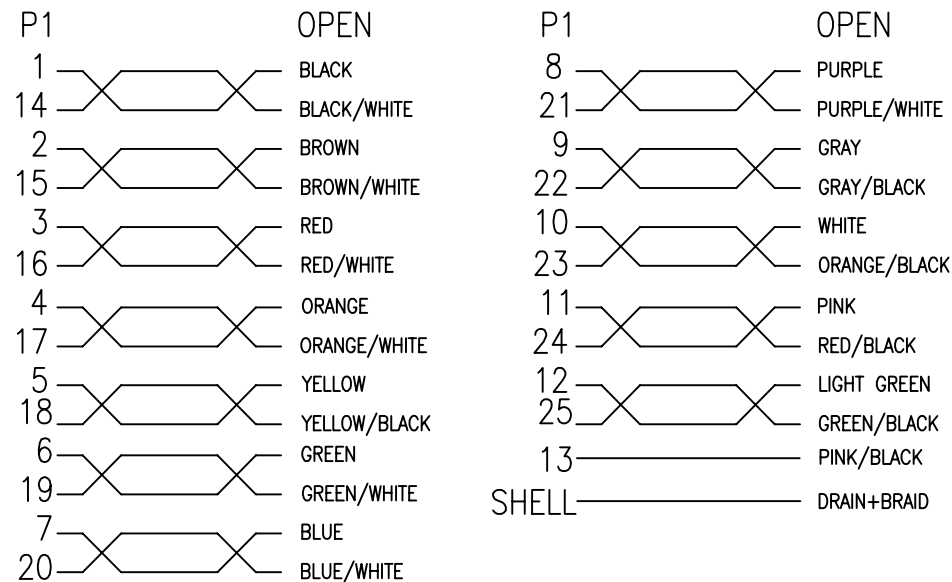 P1 OPEN
1 BLACK
14 BLACK/WHITE
2 BROWN
15 BROWN/WHITE
3 RED
16 RED/WHITE
4 ORANGE
17 ORANGE/WHITE
5 YELLOW
18 YELLOW/BLACK
6 GREEN
19 GREEN/WHITE
7 BLUE
20 BLUE/WHITE
P1 OPEN
8 PURPLE
21 PURPLE/WHITE
9 GRAY
22 GRAY/BLACK
10 WHITE
23 ORANGE/BLACK
11 PINK
24 RED/BLACK
12 LIGHT GREEN
25 GREEN/BLACK
13 PINK/BLACK
SHELL DRAIN+BRAID